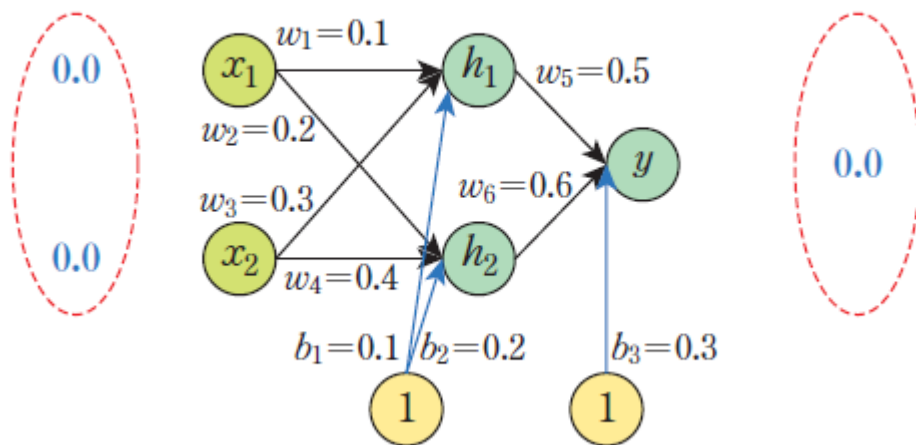 w₁=0.1
0.0 x₁ h₁ w₅=0.5
w₂=0.2
y 0.0
w₃=0.3 w₆=0.6
0.0 x₂ h₂
w₄=0.4
b₁=0.1 b₂=0.2 b₃=0.3
1 1